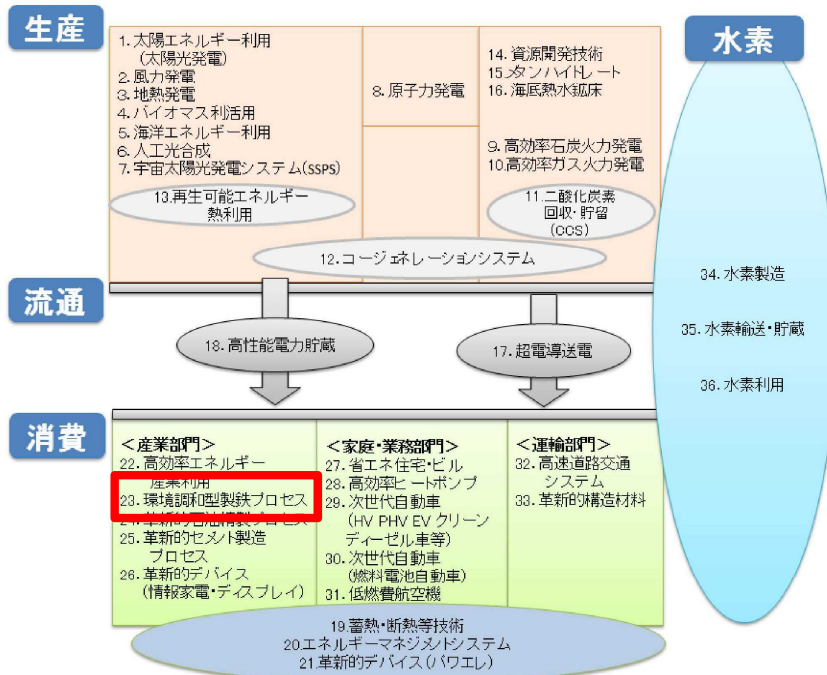 生産
1.太陽エネルギー利用
(太陽光発電)
2.風力発電
3.地熱発電
4.バイオマス利活用
5.海洋エネルギー利用
6.人工光合成
7.宇宙太陽光発電システム(SSPS)
13.再生可能エネルギー
熱利用
8.原子力発電
14.資源開発技術
15.メタンハイドレート
16.海底熱水鉱床
9.高効率石炭火力発電
10.高効率ガス火力発電
11.二酸化炭素
回収・貯留
(CCS)
12.コージェネレーションシステム
流通
18.高性能電力貯蔵
17.超電導送電
消費
<産業部門>
22.高効率エネルギー
産業利用
23.環境調和型製鉄プロセス
24.革新的石油精製プロセス
25.革新的セメント製造
プロセス
26.革新的デバイス
(情報家電・ディスプレイ)
<家庭・業務部門>
27.省エネ住宅・ビル
28.高効率ヒートポンプ
29.次世代自動車
(HV PHV EV クリーン
ディーゼル車等)
30.次世代自動車
(燃料電池自動車)
31.低燃費航空機
<運輸部門>
32.高速道路交通
システム
33.革新的構造材料
19.蓄熱・断熱等技術
20.エネルギーマネジメントシステム
21.革新的デバイス(パワエレ)
水素
34.水素製造
35.水素輸送・貯蔵
36.水素利用